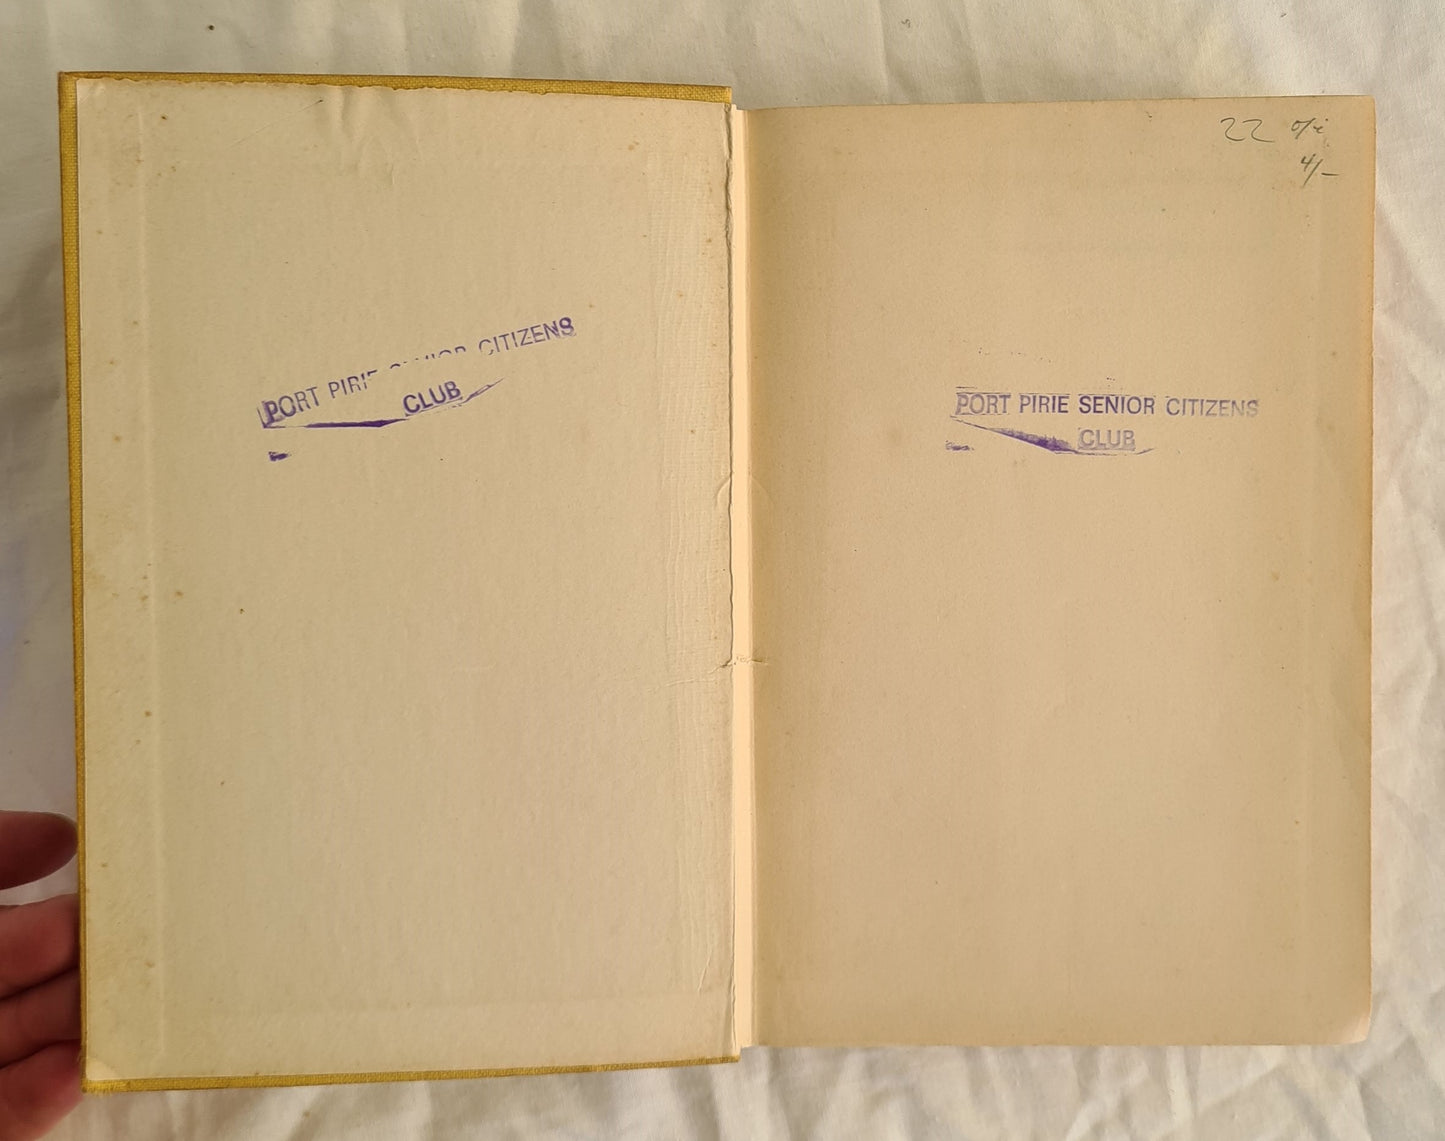 PORT PIRIE SENIOR CITIZENS
CLUB
22
4/-
PORT PIRIE SENIOR CITIZENS
CLUB